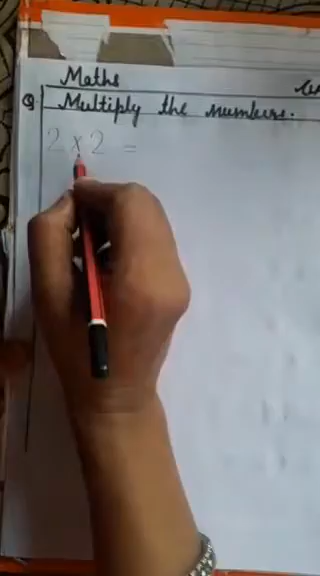 Maths
Q Multiply the numbers.
2 x 2 =